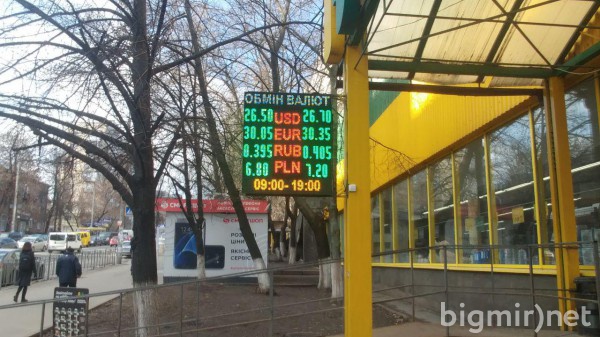 ОБМІН ВАЛЮТ
26.50 USD 26.70
30.05 EUR 30.35
0.395 RUB 0.405
6.80 PLN 7.20
09:00-19:00
bigmir)net